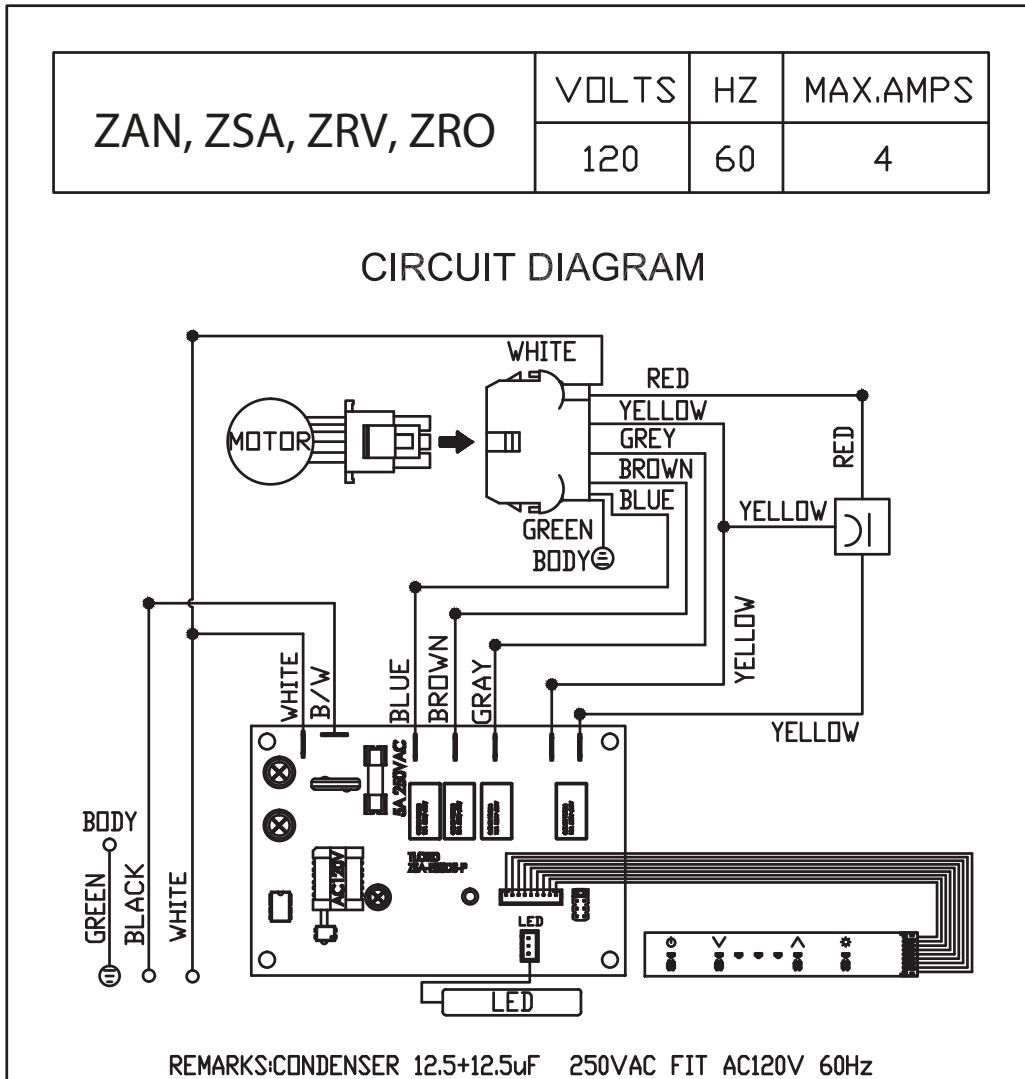 ZAN, ZSA, ZRV, ZRO
VOLTS HZ MAX.AMPS
120 60 4
CIRCUIT DIAGRAM
WHITE
RED
YELLOW
GREY
BROWN
BLUE
GREEN
BODY
MOTOR
RED
YELLOW
YELLOW
YELLOW
WHITE
B/W
BLUE
BROWN
GRAY
5A 250VAC
AC120V
LED
LED
BODY
GREEN
BLACK
WHITE
REMARKS:CONDENSER 12.5+12.5uF 250VAC FIT AC120V 60Hz